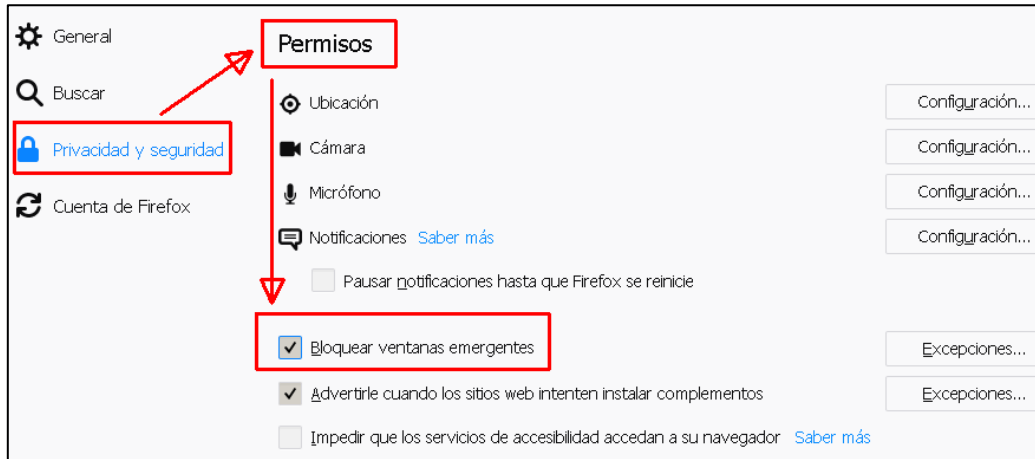 General
Buscar
Privacidad y seguridad
Cuenta de Firefox
Permisos
Ubicación Configuración...
Cámara Configuración...
Micrófono Configuración...
Notificaciones Saber más Configuración...
Pausar notificaciones hasta que Firefox se reinicie
Bloquear ventanas emergentes Excepciones...
Advertirle cuando los sitios web intenten instalar complementos Excepciones...
Impedir que los servicios de accesibilidad accedan a su navegador Saber más